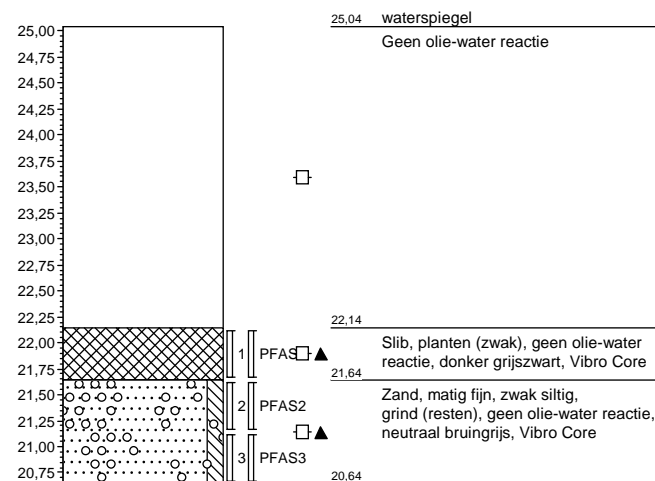 25,00
24,75
24,50
24,25
24,00
23,75
23,50
23,25
23,00
22,75
22,50
22,25
22,00
21,75
21,50
21,25
21,00
20,75
1
2
3
PFAS
PFAS2
PFAS3
25,04 waterspiegel
Geen olie-water reactie
22,14
Slib, planten (zwak), geen olie-water
reactie, donker grijszwart, Vibro Core
21,64
Zand, matig fijn, zwak siltig,
grind (resten), geen olie-water reactie,
neutraal bruingrijs, Vibro Core
20,64